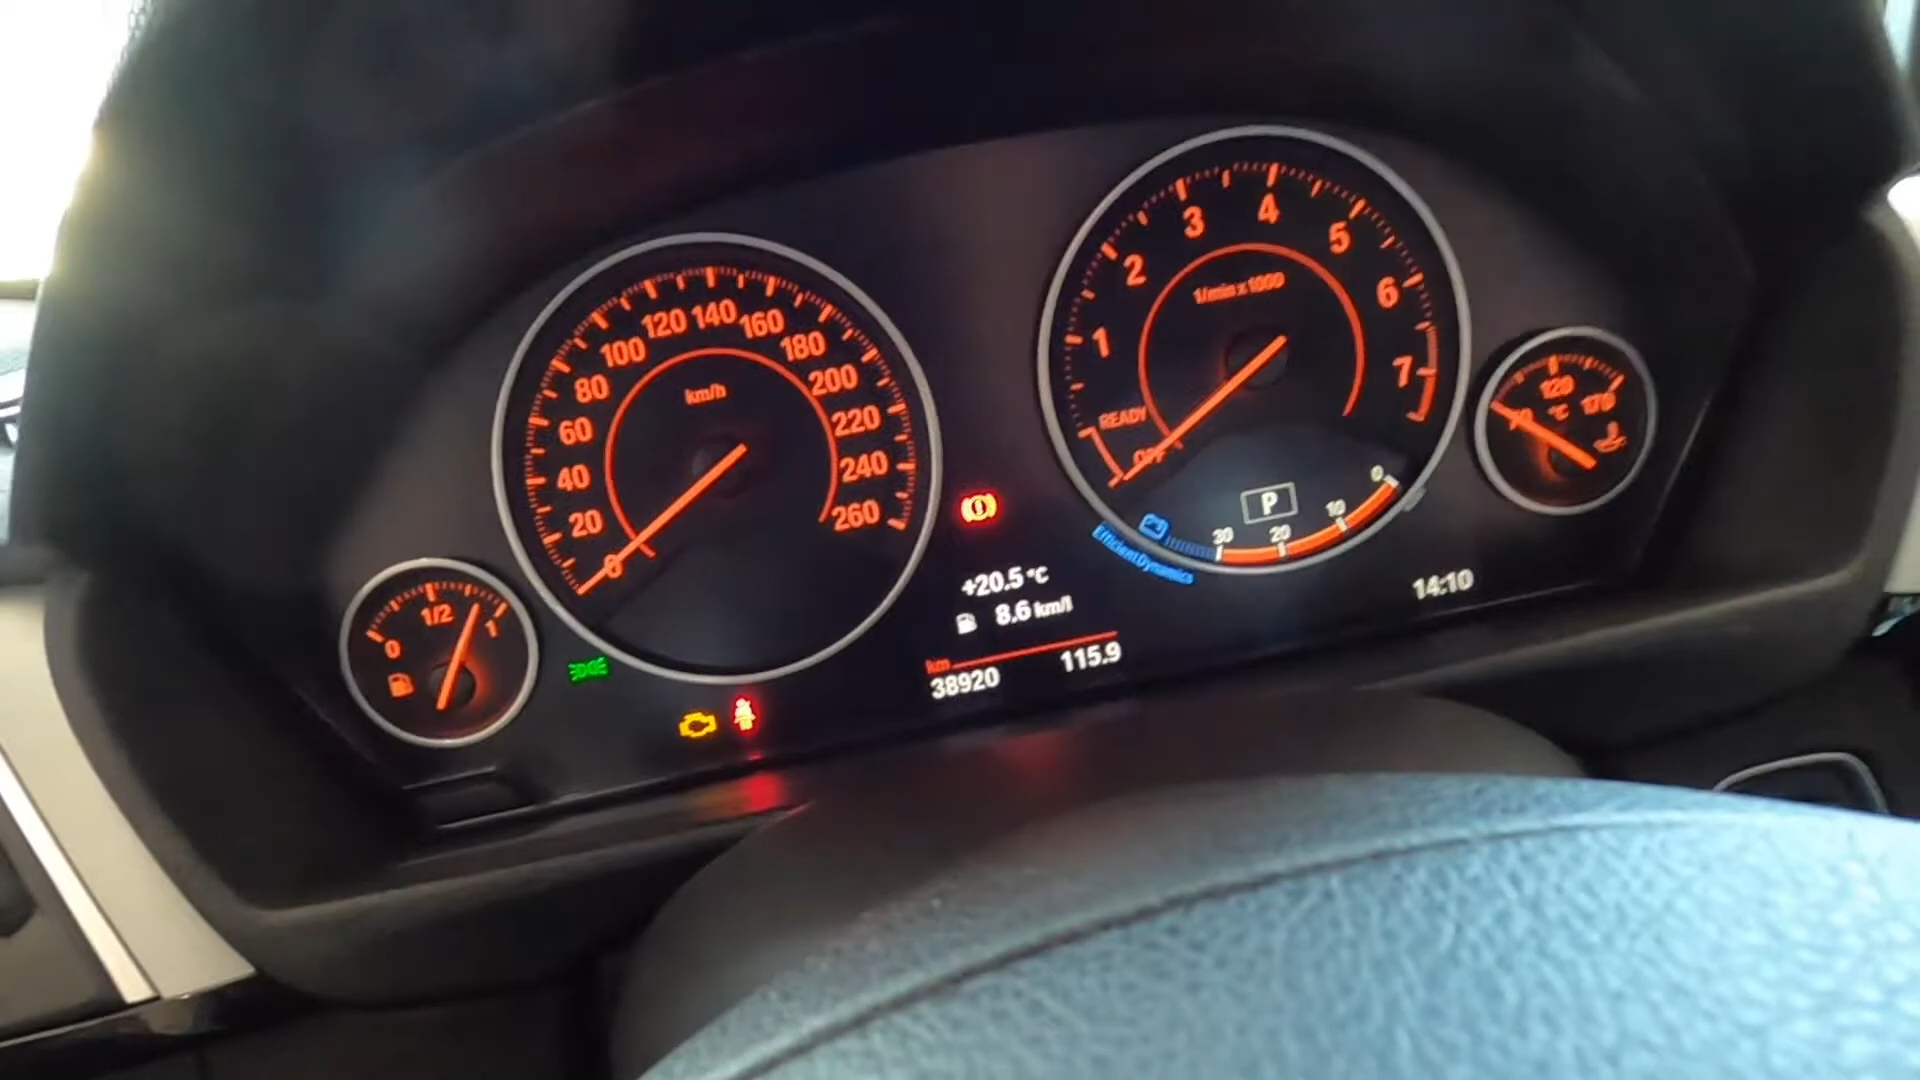 120 140 160
100 180
80 200
60 220
40 240
20 260
0
km/h
0 1/2 1
3 4 5
2 6
1 7
1/min x 1000
READY
OFF
P
30 20 10 0
EfficientDynamics
120
70 170
°C
+20.5 °C
8.6 km/l
km
38920 115.9
14:10